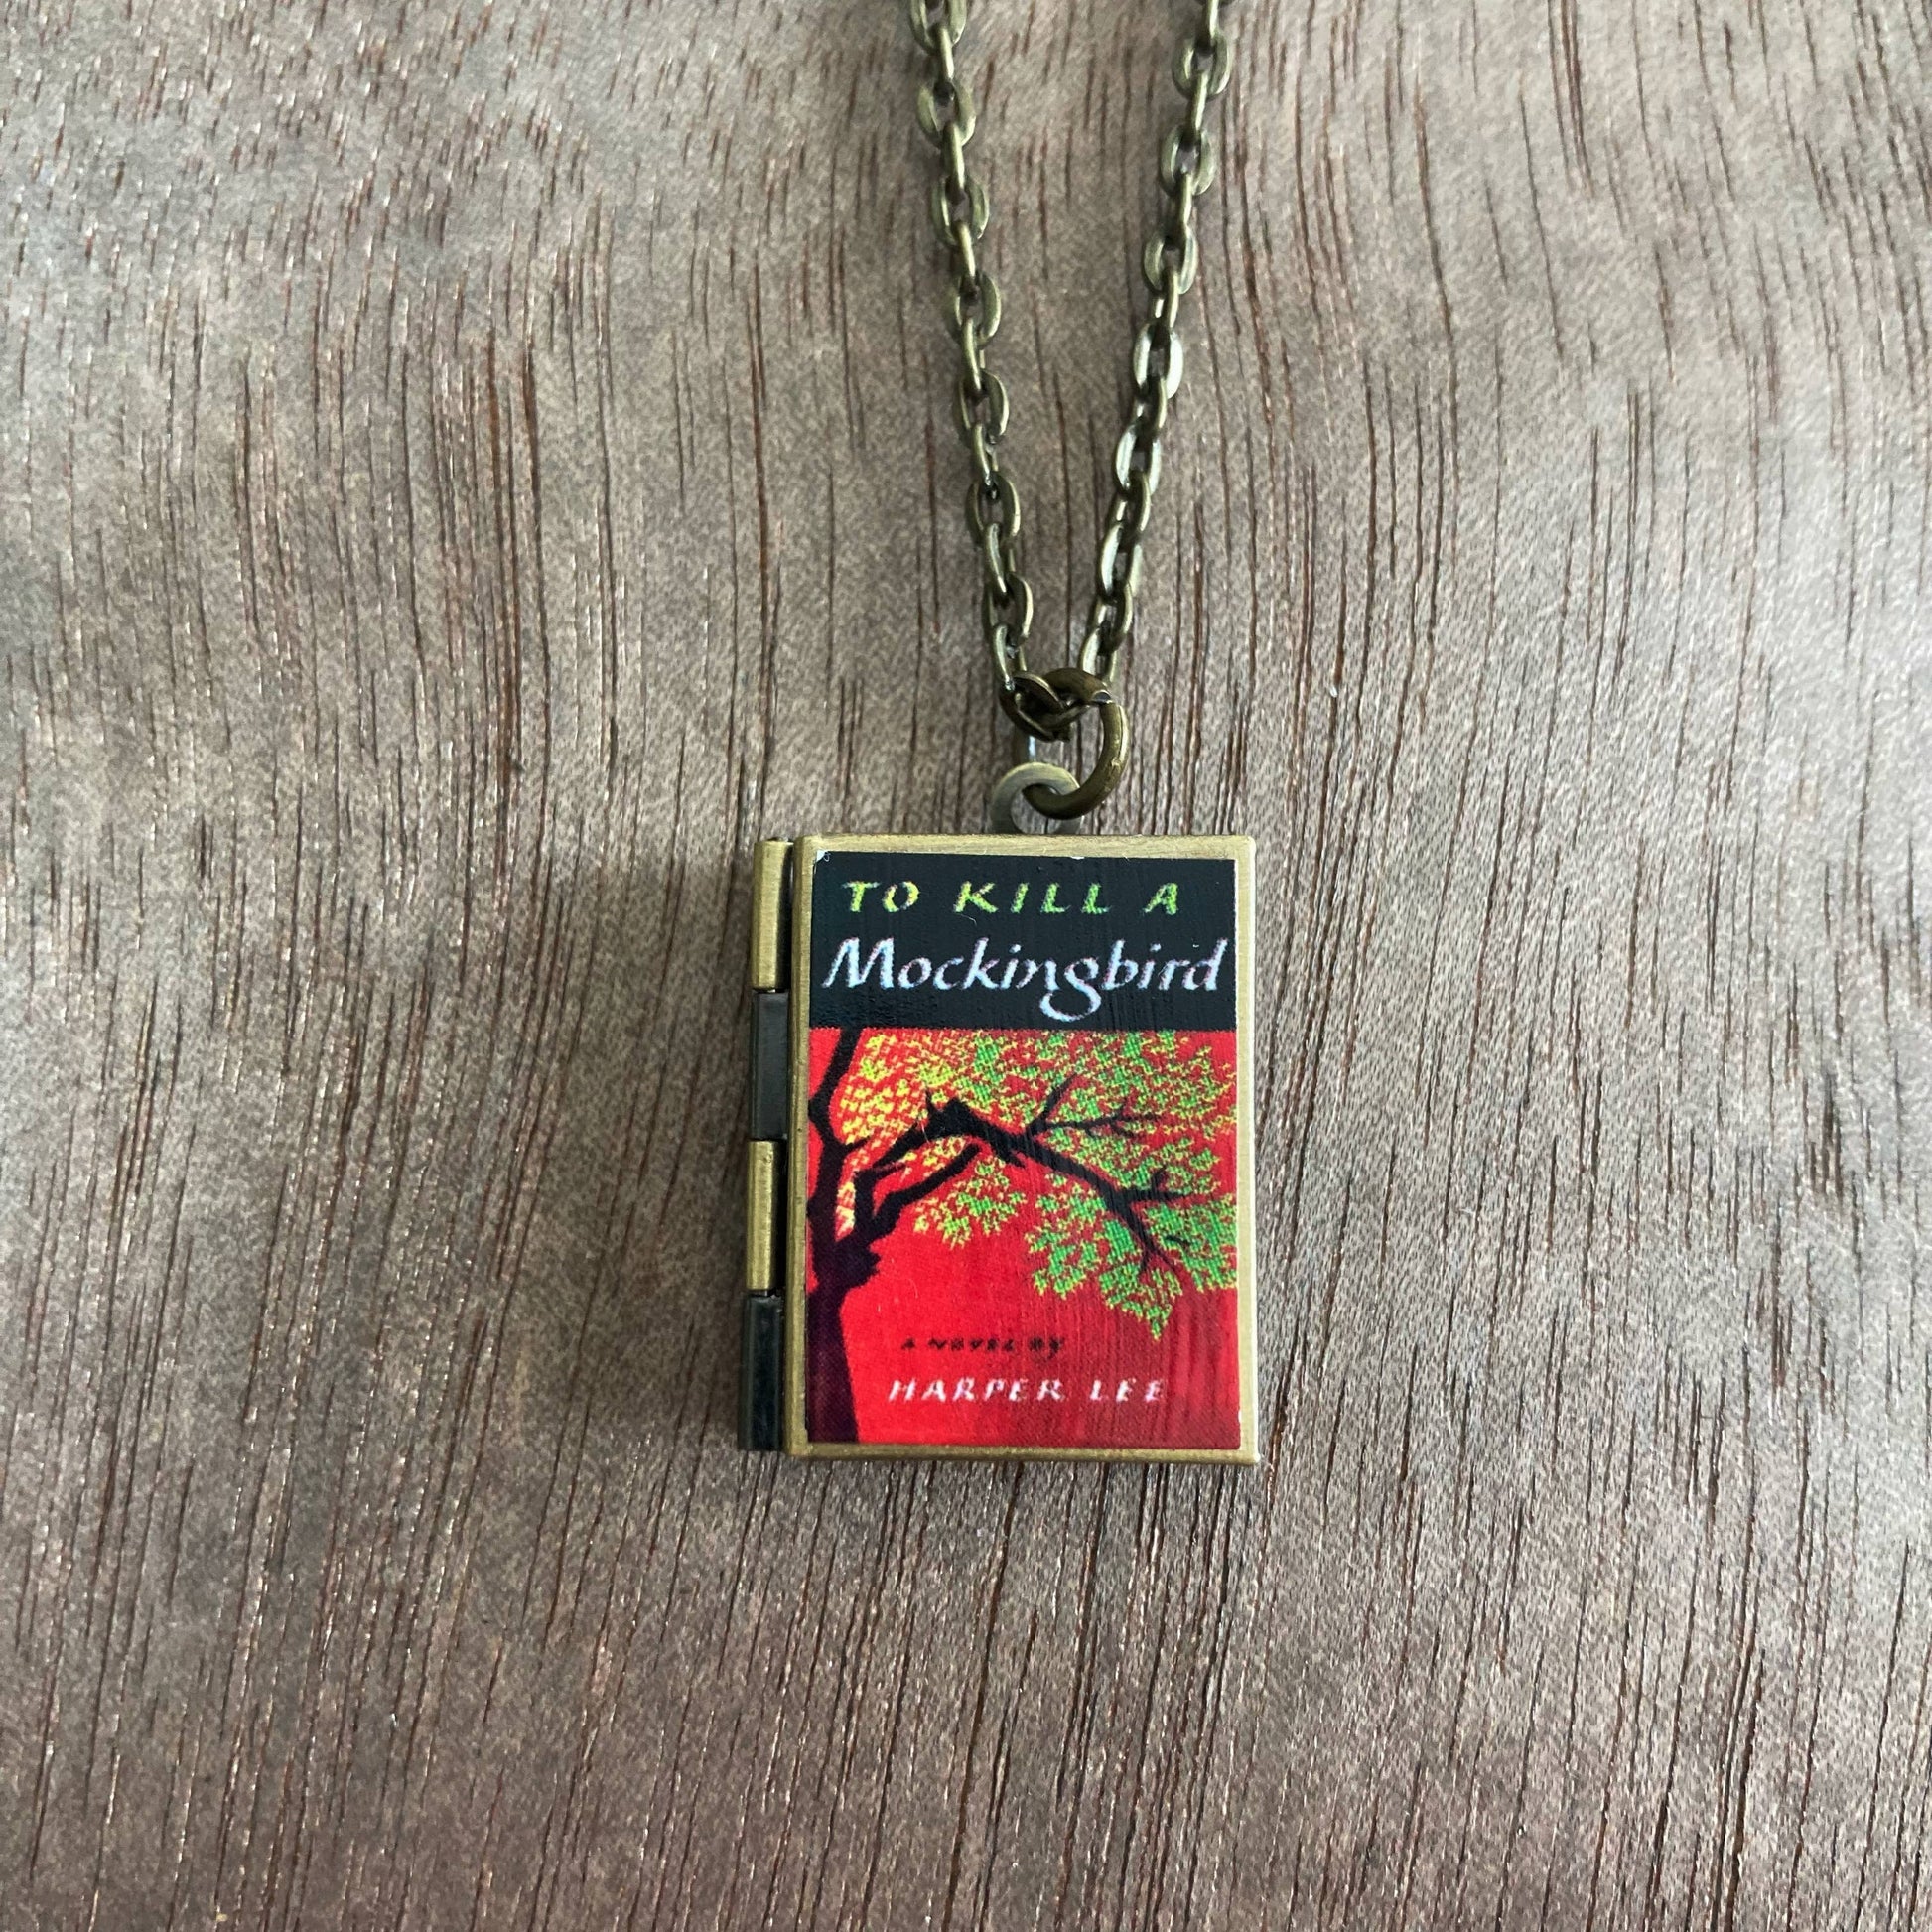 TO KILL A
Mockingbird
A NOVEL BY
HARPER LEE